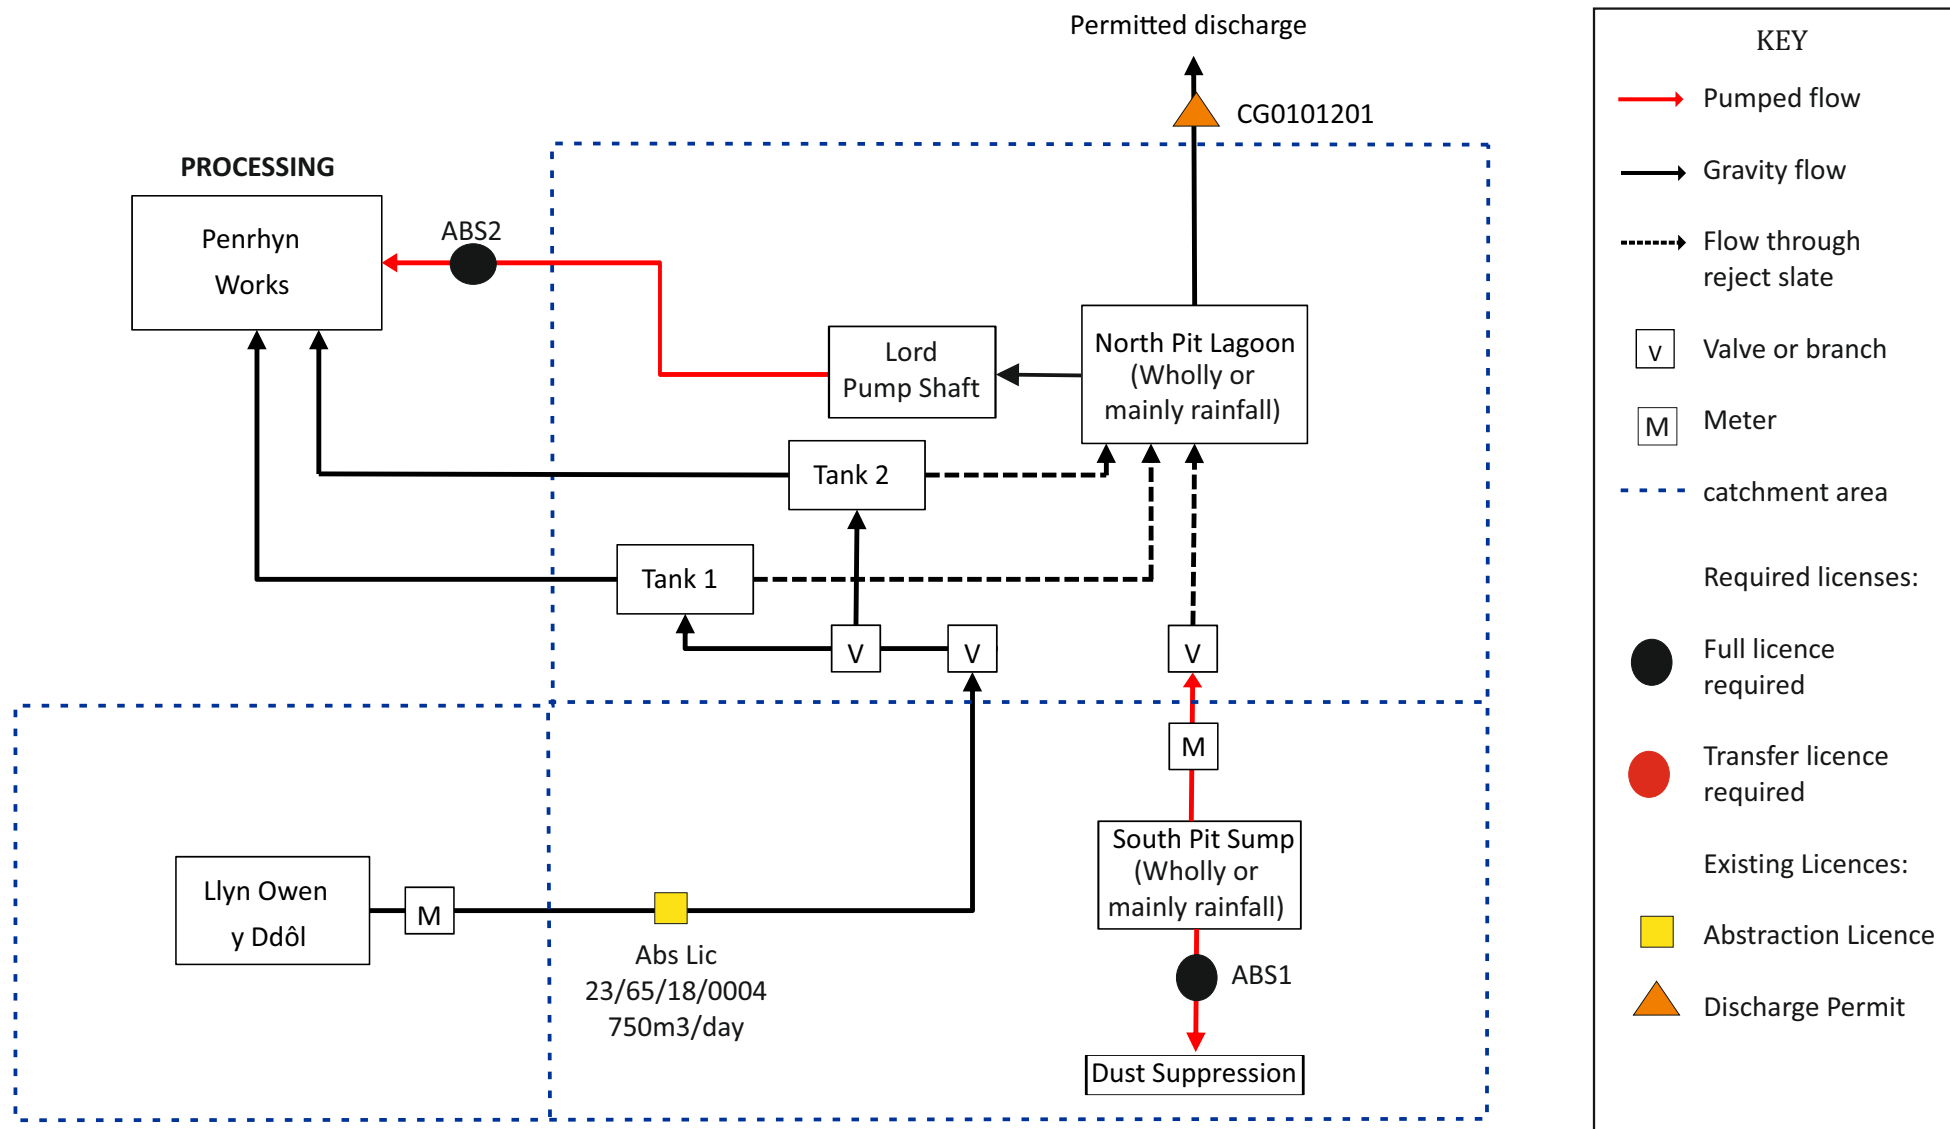 Permitted discharge
CG0101201
PROCESSING
Penrhyn
Works
ABS2
Lord
Pump Shaft
North Pit Lagoon
(Wholly or
mainly rainfall)
Tank 2
Tank 1
V
V
V
M
South Pit Sump
(Wholly or
mainly rainfall)
Llyn Owen
y Ddôl
M
Abs Lic
23/65/18/0004
750m3/day
ABS1
Dust Suppression
KEY
Pumped flow
Gravity flow
Flow through
reject slate
V
Valve or branch
M
Meter
catchment area
Required licenses:
Full licence
required
Transfer licence
required
Existing Licences:
Abstraction Licence
Discharge Permit